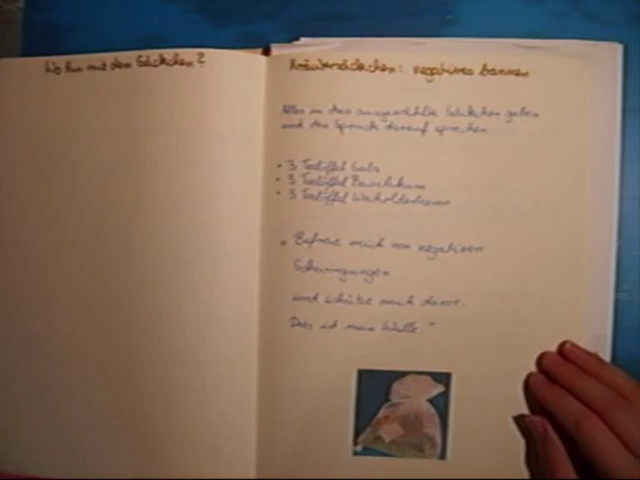 Wo hin mit dem Säckchen?
Kräutersäckchen: negatives bannen
Alles in das ausgewählte Säckchen geben
und den Spruch darauf sprechen
• 3 Teelöffel Salz
• 3 Teelöffel Basilikum
• 3 Teelöffel Wacholderbeeren
„ Befreie mich von negativen
Schwingungen
und schütze mich davor.
Dies ist mein Wille "